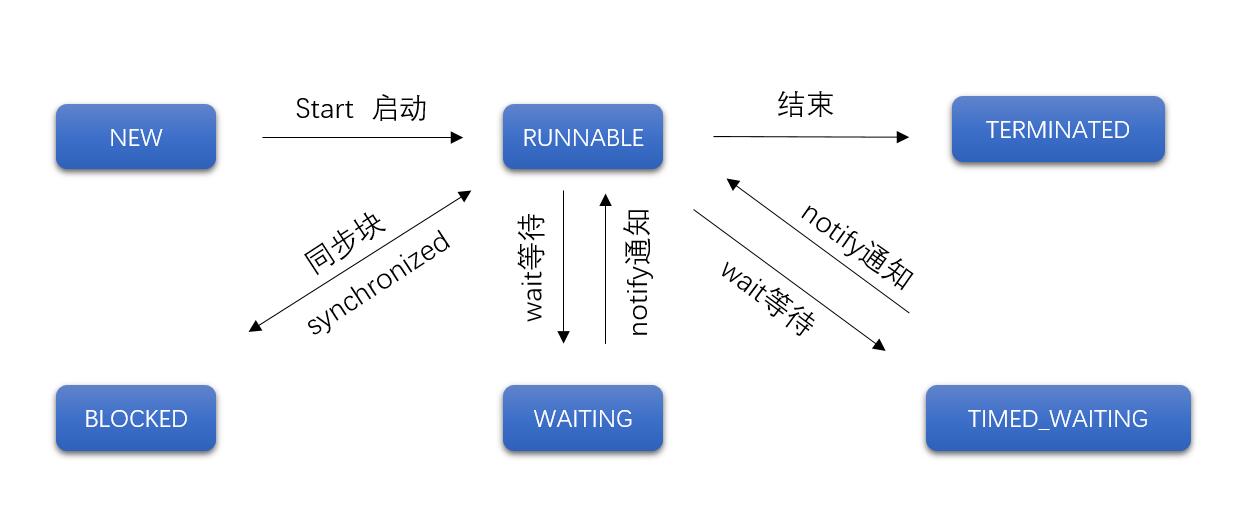 Start 启动
结束
NEW
RUNNABLE
TERMINATED
同步块
synchronized
wait等待
notify通知
notify通知
wait等待
BLOCKED
WAITING
TIMED_WAITING